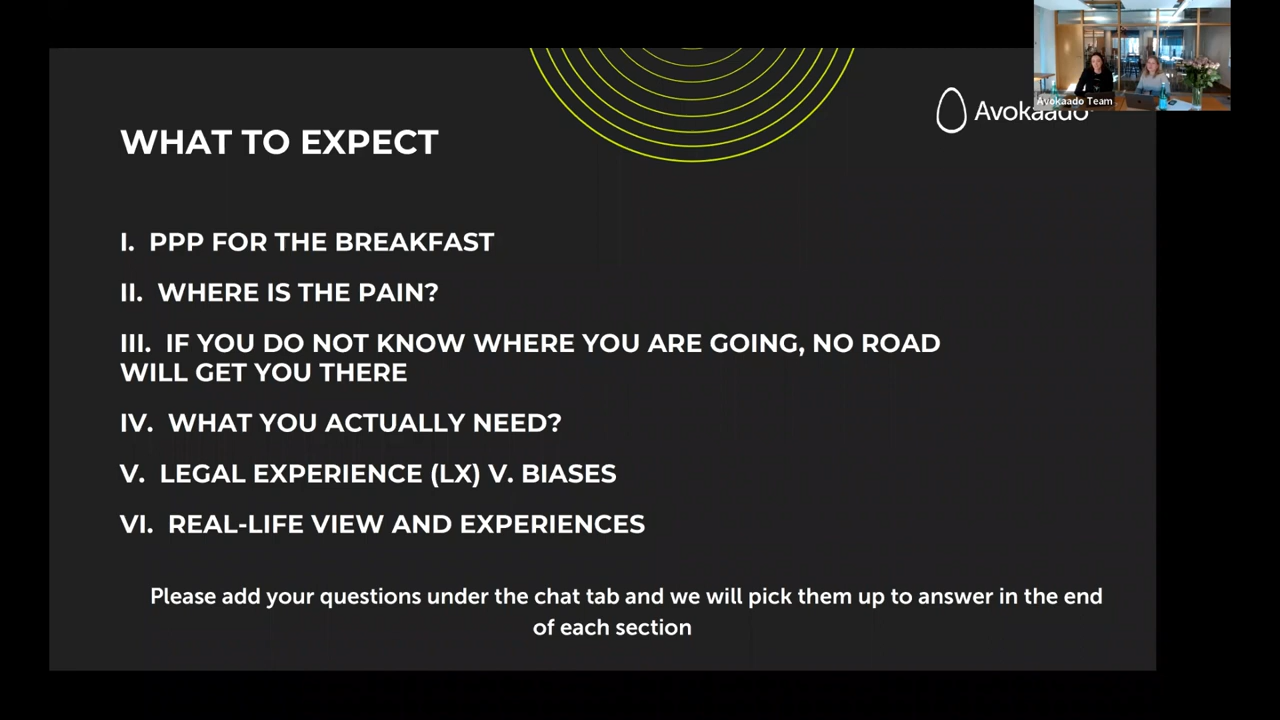 Avokaado Team
Avokaado
WHAT TO EXPECT
I. PPP FOR THE BREAKFAST
II. WHERE IS THE PAIN?
III. IF YOU DO NOT KNOW WHERE YOU ARE GOING, NO ROAD
WILL GET YOU THERE
IV. WHAT YOU ACTUALLY NEED?
V. LEGAL EXPERIENCE (LX) V. BIASES
VI. REAL-LIFE VIEW AND EXPERIENCES
Please add your questions under the chat tab and we will pick them up to answer in the end
of each section